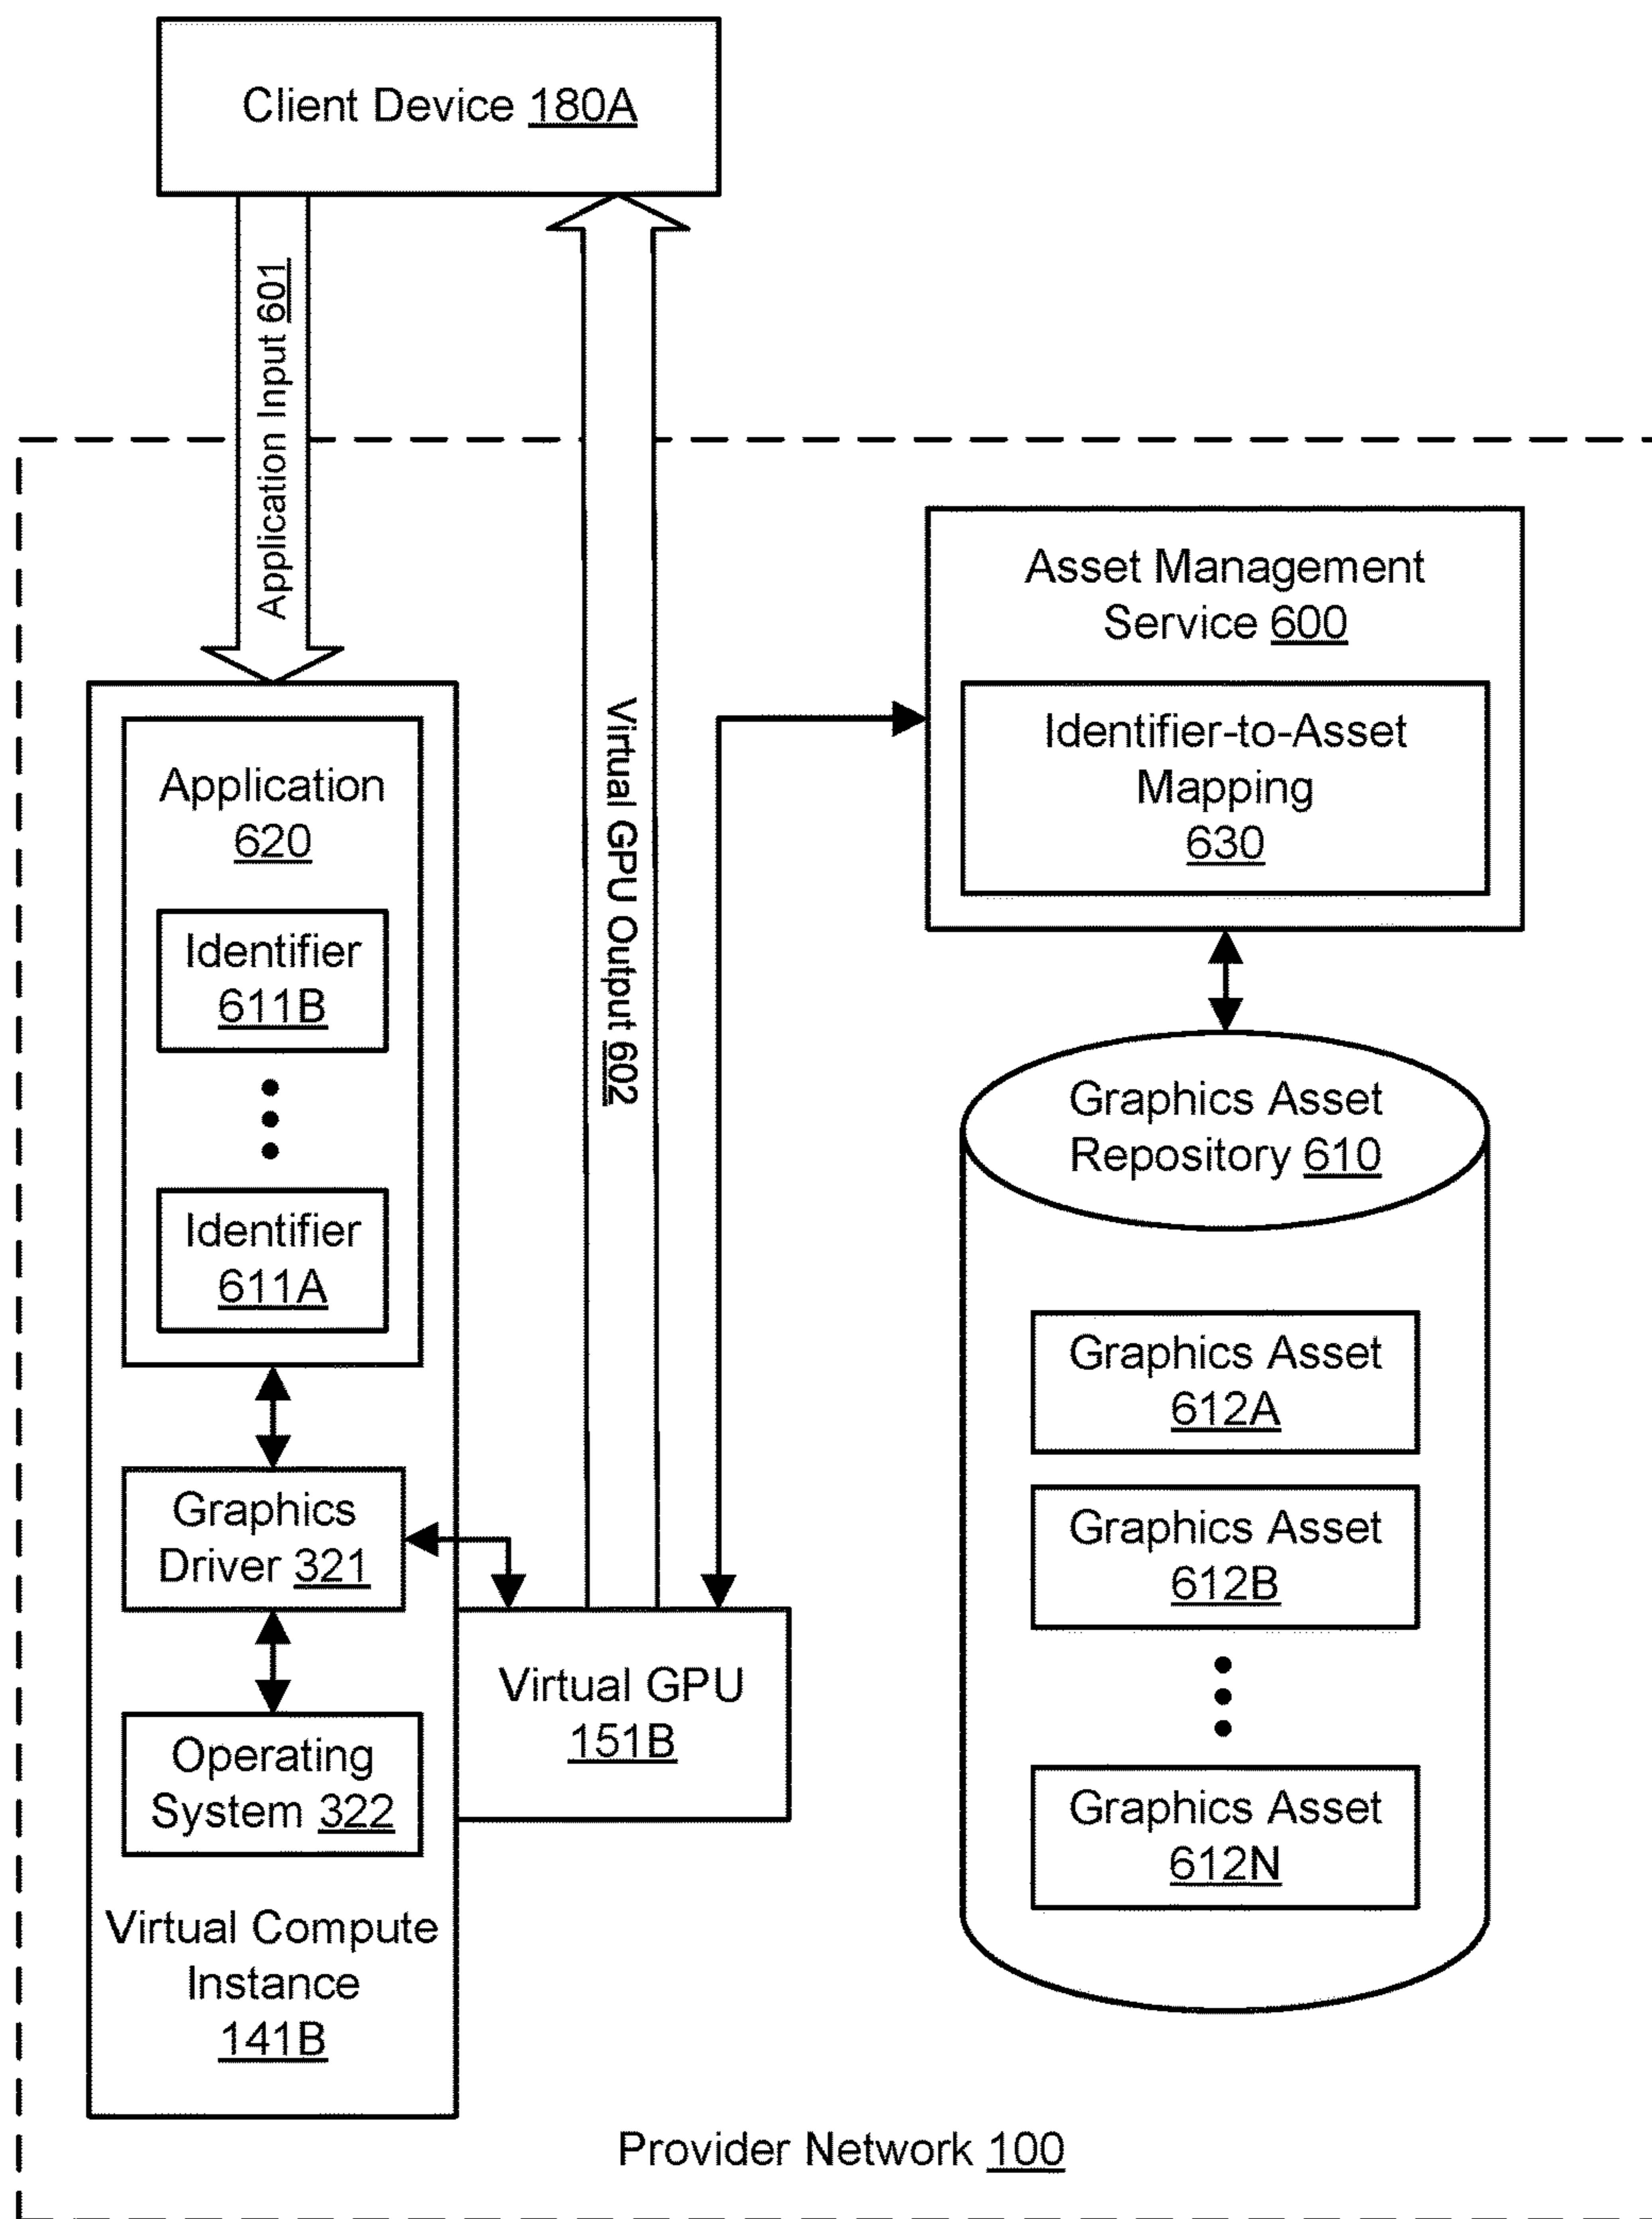 Client Device 180A
Application Input 601
Virtual GPU Output 602
Application
620
Identifier
611B
Identifier
611A
Graphics
Driver 321
Operating
System 322
Virtual Compute
Instance
141B
Virtual GPU
151B
Asset Management
Service 600
Identifier-to-Asset
Mapping
630
Graphics Asset
Repository 610
Graphics Asset
612A
Graphics Asset
612B
Graphics Asset
612N
Provider Network 100